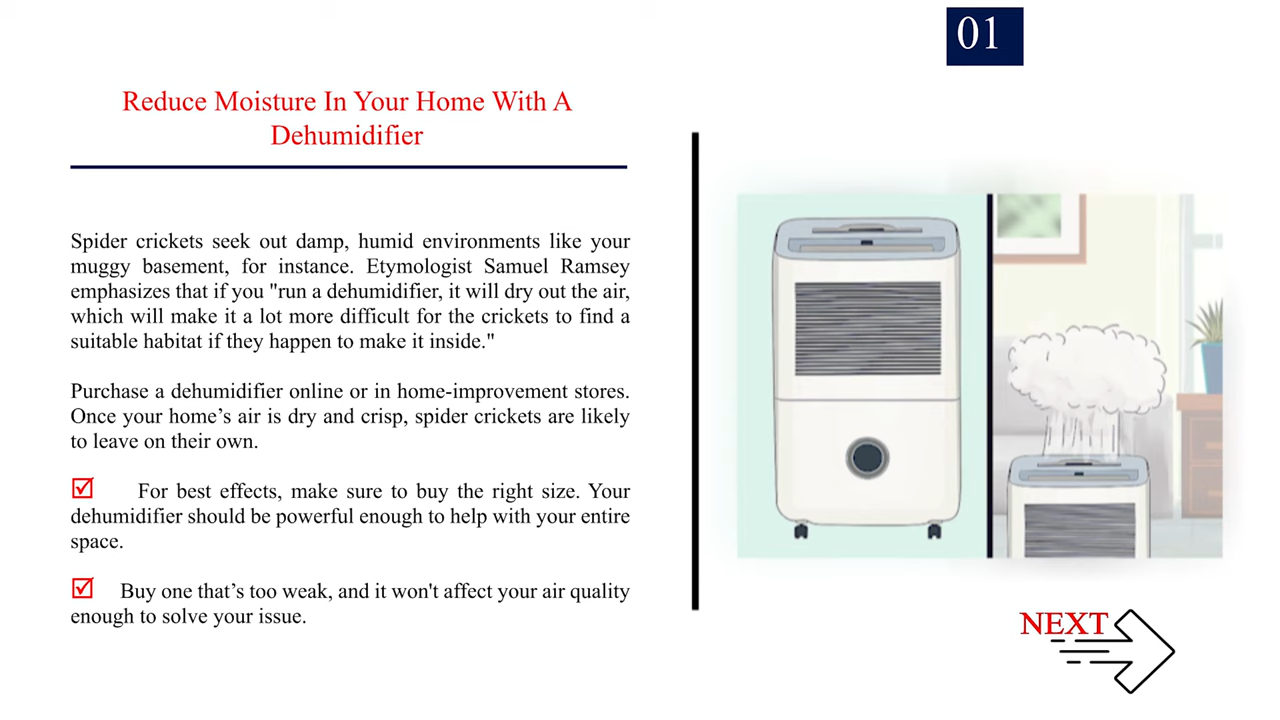 01
Reduce Moisture In Your Home With A
Dehumidifier
Spider crickets seek out damp, humid environments like your
muggy basement, for instance. Etymologist Samuel Ramsey
emphasizes that if you "run a dehumidifier, it will dry out the air,
which will make it a lot more difficult for the crickets to find a
suitable habitat if they happen to make it inside."
Purchase a dehumidifier online or in home-improvement stores.
Once your home’s air is dry and crisp, spider crickets are likely
to leave on their own.
For best effects, make sure to buy the right size. Your
dehumidifier should be powerful enough to help with your entire
space.
Buy one that’s too weak, and it won't affect your air quality
enough to solve your issue.
NEXT